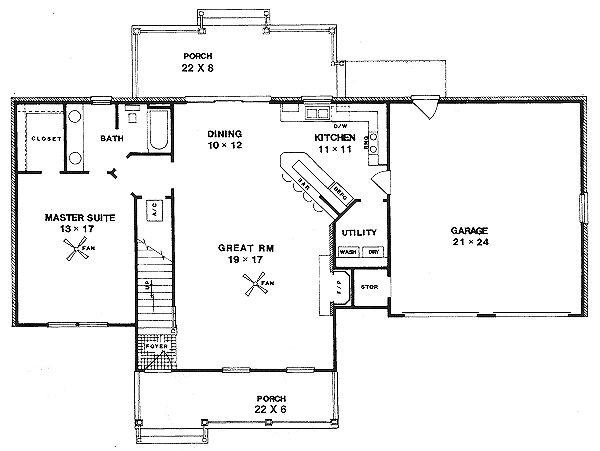 PORCH
22 X 8
CLOSET
BATH
DINING
10 × 12
D/W
KITCHEN
11 × 11
RNG
BAR
REFG
MASTER SUITE
13 × 17
FAN
A/C
UTILITY
WASH
DRY
GARAGE
21 × 24
GREAT RM
19 × 17
FAN
UP
F/P
STOR
FOYER
PORCH
22 X 6